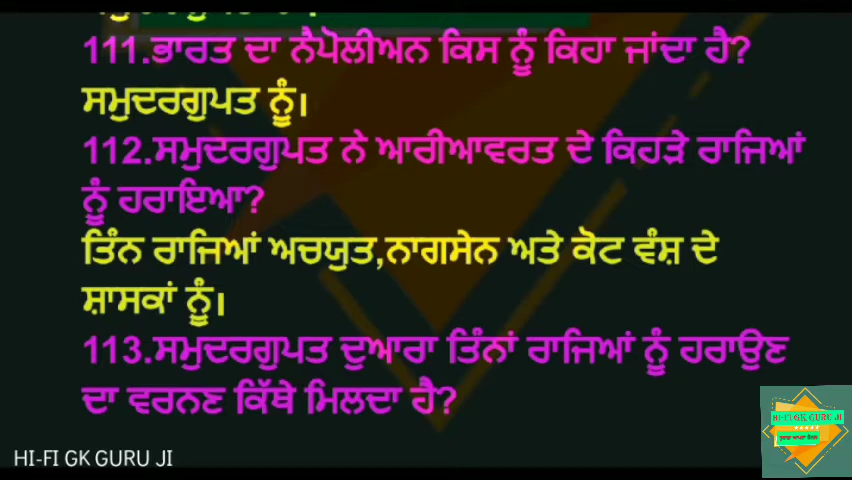 111.ਭਾਰਤ ਦਾ ਨੈਪੋਲੀਅਨ ਕਿਸ ਨੂੰ ਕਿਹਾ ਜਾਂਦਾ ਹੈ?
ਸਮੁਦਰਗੁਪਤ ਨੂੰ।
112.ਸਮੁਦਰਗੁਪਤ ਨੇ ਆਰੀਆਵਰਤ ਦੇ ਕਿਹੜੇ ਰਾਜਿਆਂ
ਨੂੰ ਹਰਾਇਆ?
ਤਿੰਨ ਰਾਜਿਆਂ ਅਚਯੁਤ,ਨਾਗਸੇਨ ਅਤੇ ਕੋਟ ਵੰਸ਼ ਦੇ
ਸ਼ਾਸਕਾਂ ਨੂੰ।
113.ਸਮੁਦਰਗੁਪਤ ਦੁਆਰਾ ਤਿੰਨਾਂ ਰਾਜਿਆਂ ਨੂੰ ਹਰਾਉਣ
ਦਾ ਵਰਨਣ ਕਿੱਥੇ ਮਿਲਦਾ ਹੈ?
HI-FI GK GURU JI
HI-FI GK GURU JI